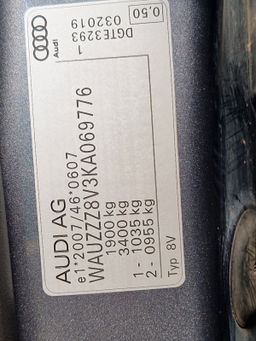 Audi
DGTE3293 1
032019
0,50
AUDI AG
e1*2007/46*0607
WAUZZZ8V3KA069776
1900 kg
3400 kg
1 - 1035 kg
2 - 0955 kg
Typ 8V